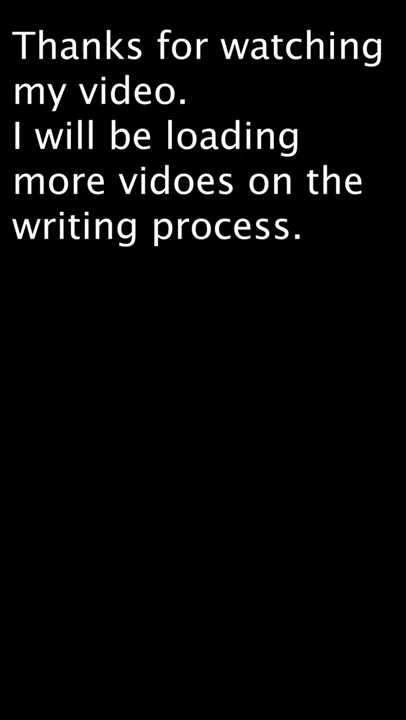 Thanks for watching
my video.
I will be loading
more vidoes on the
writing process.